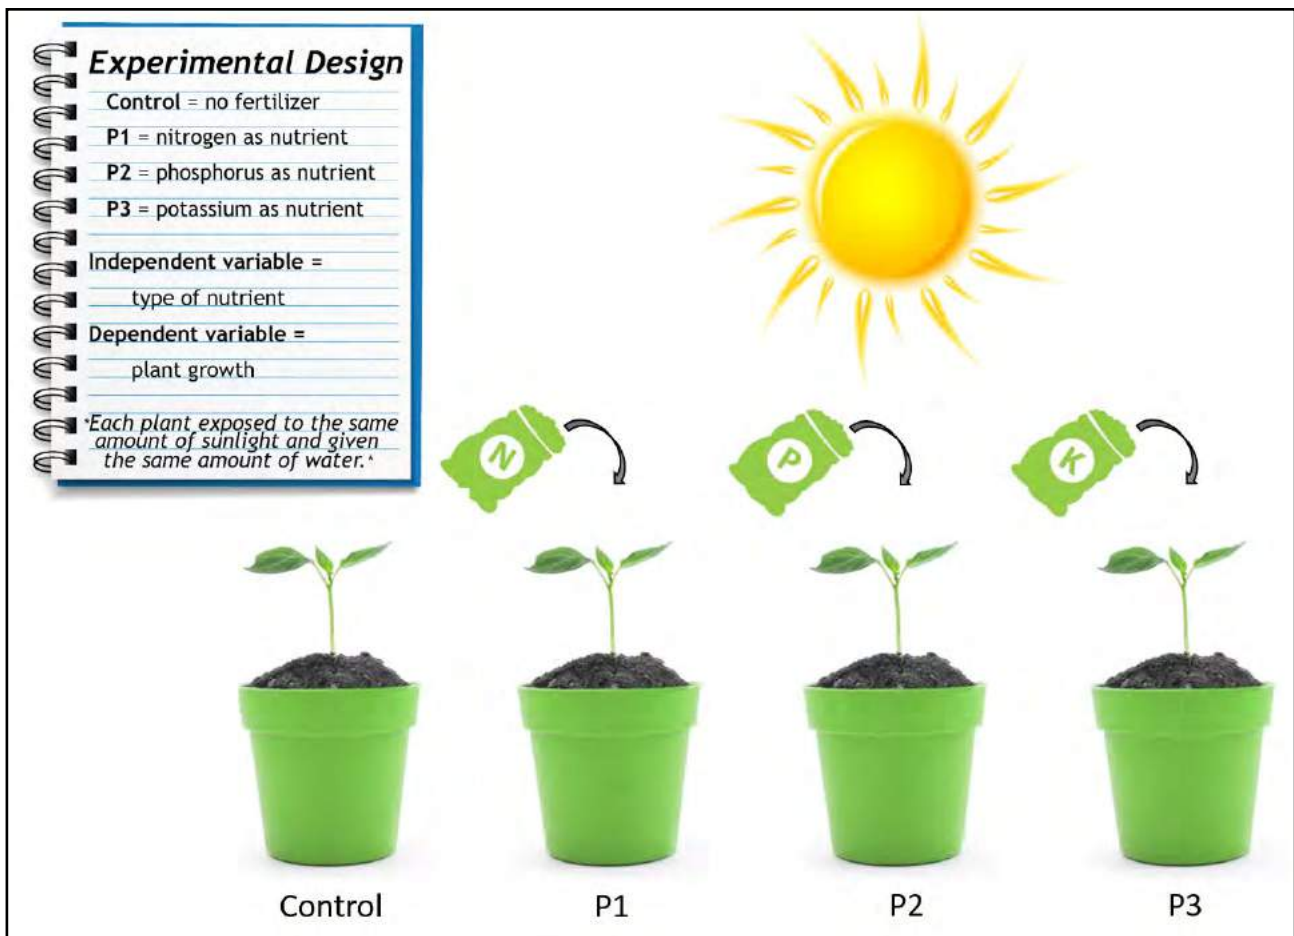 Experimental Design
Control = no fertilizer
P1 = nitrogen as nutrient
P2 = phosphorus as nutrient
P3 = potassium as nutrient
Independent variable =
type of nutrient
Dependent variable =
plant growth
*Each plant exposed to the same
amount of sunlight and given
the same amount of water.*
N
P
K
Control
P1
P2
P3